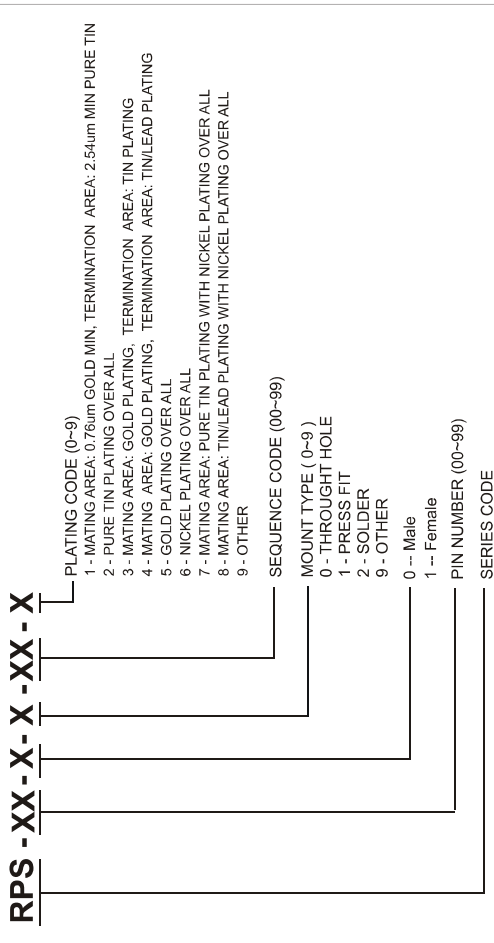 RPS - XX - X - X - XX - X
PLATING CODE (0~9)
1 - MATING AREA: 0.76um GOLD MIN, TERMINATION AREA: 2.54um MIN PURE TIN
2 - PURE TIN PLATING OVER ALL
3 - MATING AREA: GOLD PLATING, TERMINATION AREA: TIN PLATING
4 - MATING AREA: GOLD PLATING, TERMINATION AREA: TIN/LEAD PLATING
5 - GOLD PLATING OVER ALL
6 - NICKEL PLATING OVER ALL
7 - MATING AREA: PURE TIN PLATING WITH NICKEL PLATING OVER ALL
8 - MATING AREA: TIN/LEAD PLATING WITH NICKEL PLATING OVER ALL
9 - OTHER
SEQUENCE CODE (00~99)
MOUNT TYPE ( 0~9 )
0 - THROUGHT HOLE
1 - PRESS FIT
2 - SOLDER
9 - OTHER
0 -- Male
1 -- Female
PIN NUMBER (00~99)
SERIES CODE